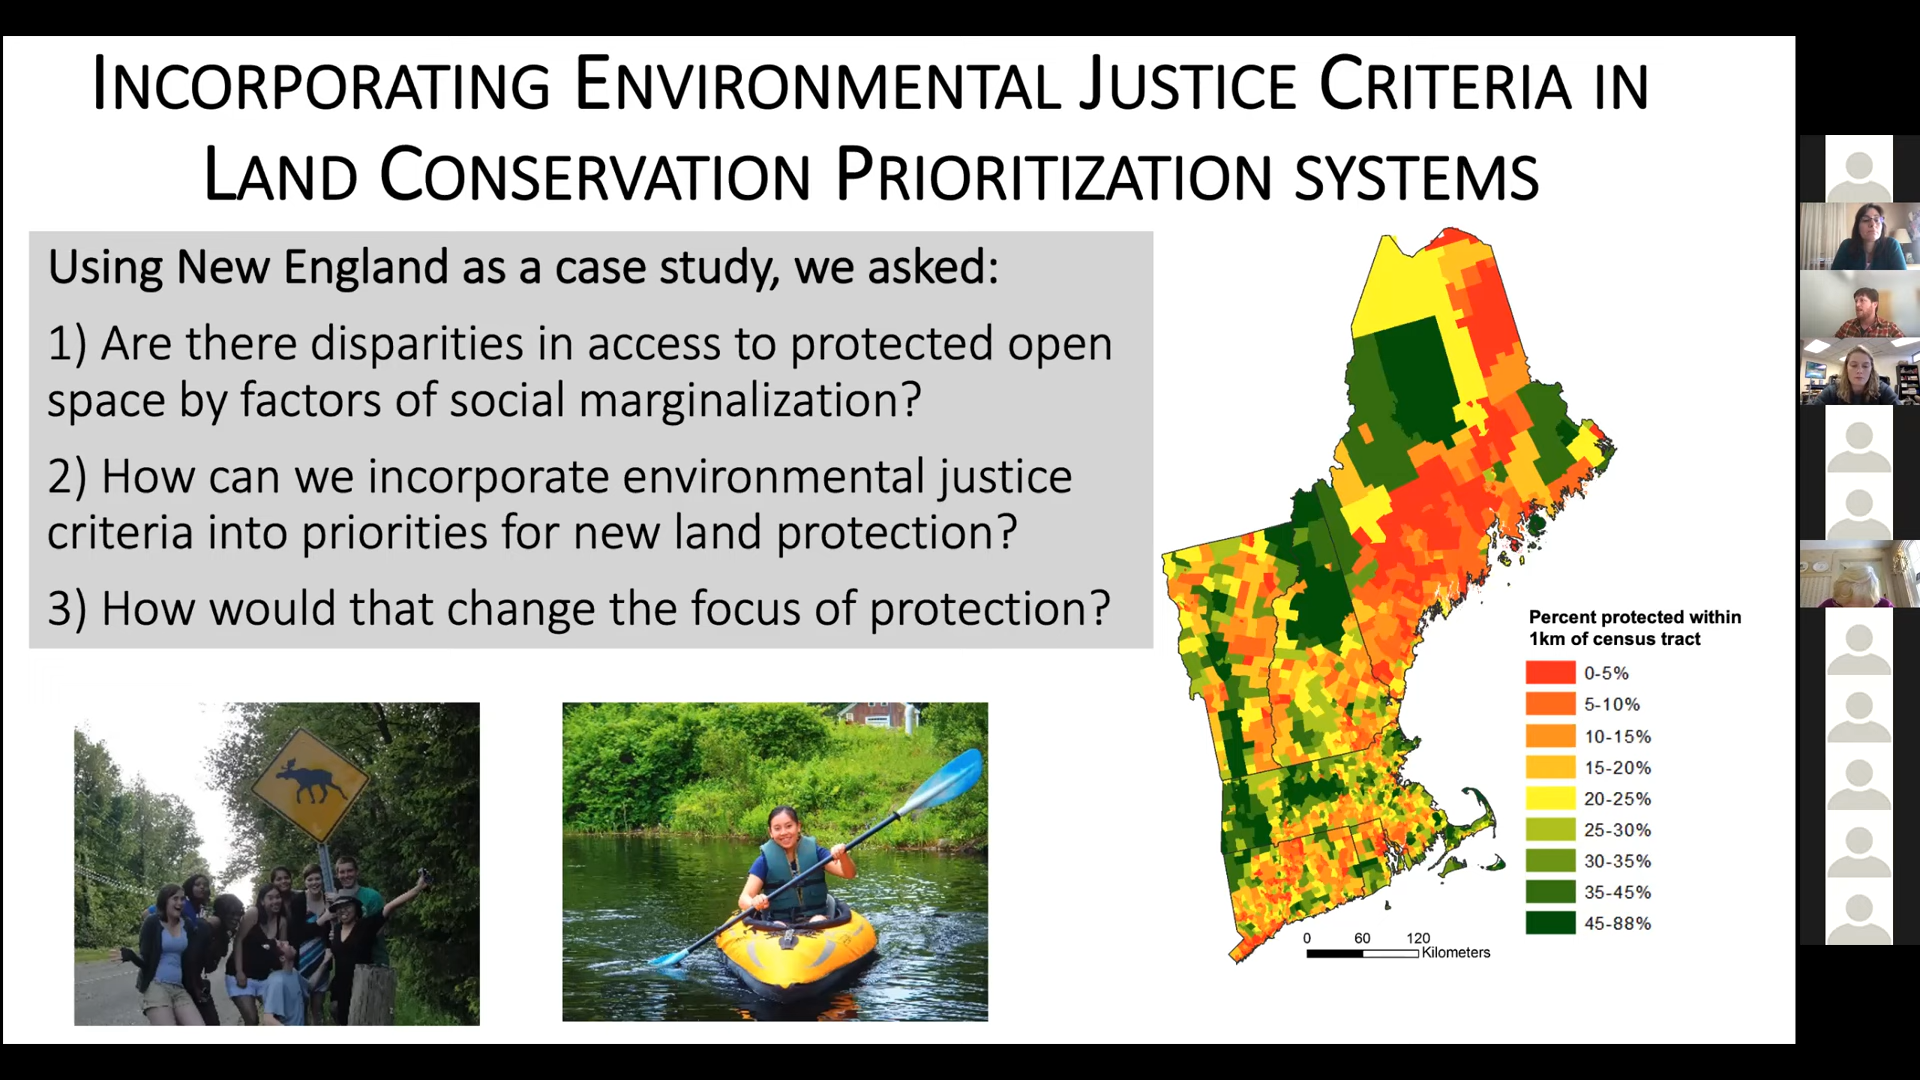 INCORPORATING ENVIRONMENTAL JUSTICE CRITERIA IN
LAND CONSERVATION PRIORITIZATION SYSTEMS
Using New England as a case study, we asked:
1) Are there disparities in access to protected open
space by factors of social marginalization?
2) How can we incorporate environmental justice
criteria into priorities for new land protection?
3) How would that change the focus of protection?
Percent protected within
1km of census tract
0-5%
5-10%
10-15%
15-20%
20-25%
25-30%
30-35%
35-45%
45-88%
0 60 120
Kilometers